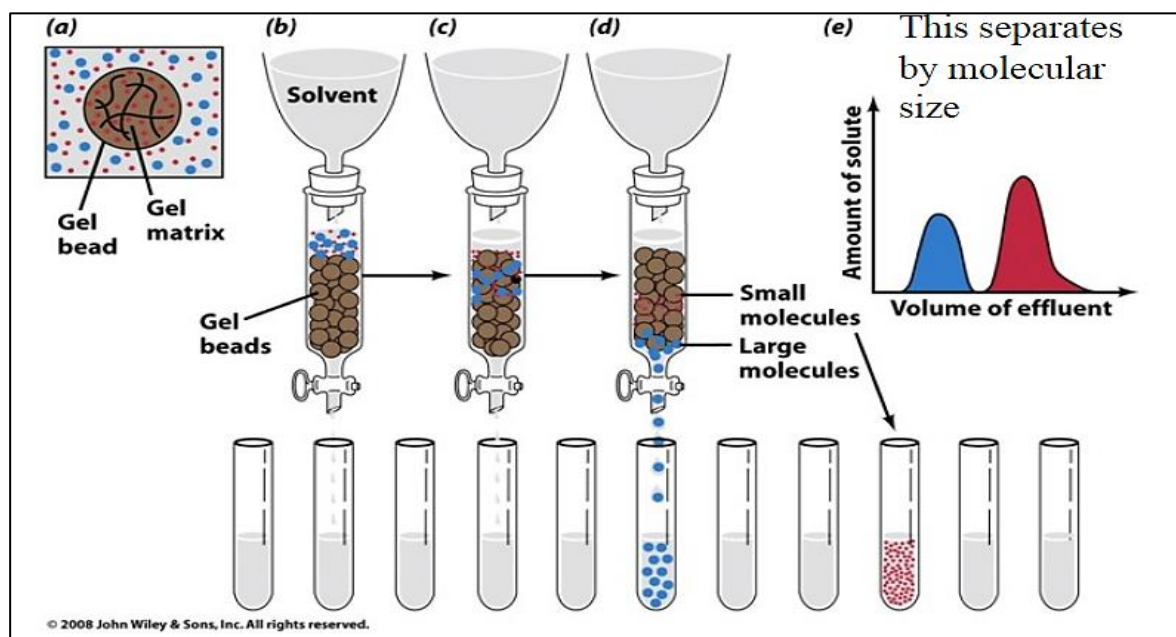 (a)
(b)
(c)
(d)
(e)
This separates
by molecular
size
Solvent
Gel
bead
Gel
matrix
Gel
beads
Small
molecules
Large
molecules
Amount of solute
Volume of effluent
© 2008 John Wiley & Sons, Inc. All rights reserved.